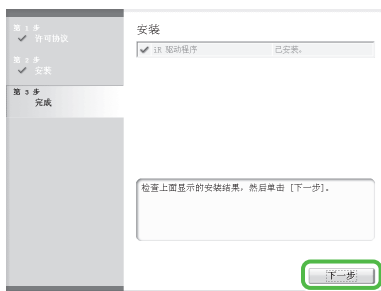 第 1 步
许可协议
第 2 步
安装
第 3 步
完成
安装
iR 驱动程序 已安装。
检查上面显示的安装结果，然后单击 [下一步]。
下一步